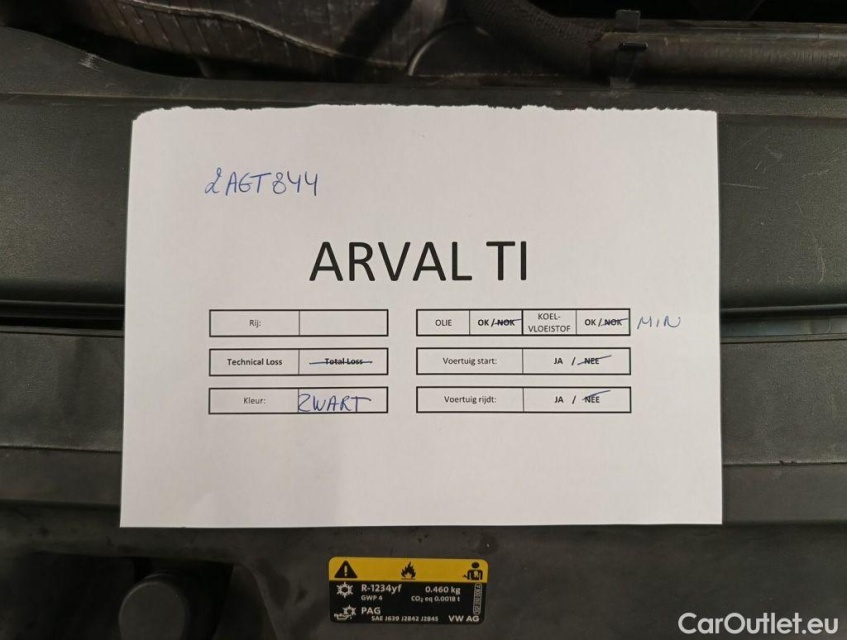 2AGT844
ARVAL TI
Rij:
OLIE OK / NOK KOEL-VLOEISTOF OK / NOK MIN
Technical Loss Total Loss
Voertuig start: JA / NEE
Kleur: ZWART
Voertuig rijdt: JA / NEE
R-1234yf 0.460 kg
GWP 4 CO2 eq 0.0018 t
PAG
SAE J639 J2842 J2845 VW AG
CarOutlet.eu